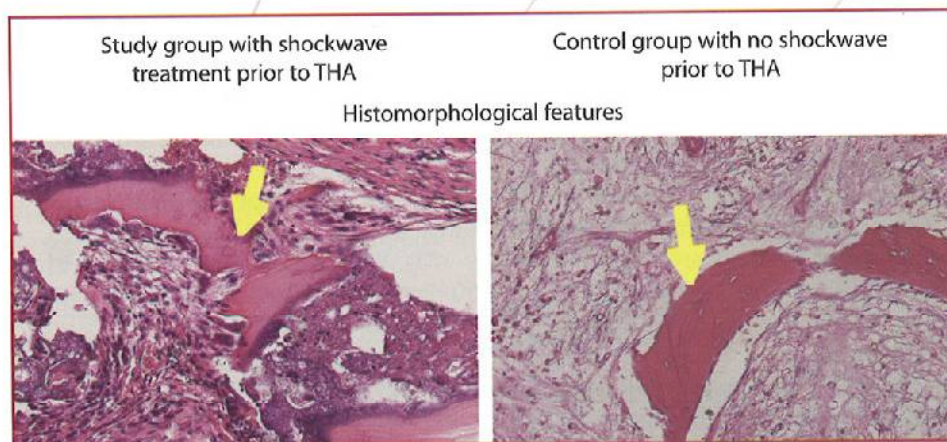 Study group with shockwave
treatment prior to THA
Control group with no shockwave
prior to THA
Histomorphological features